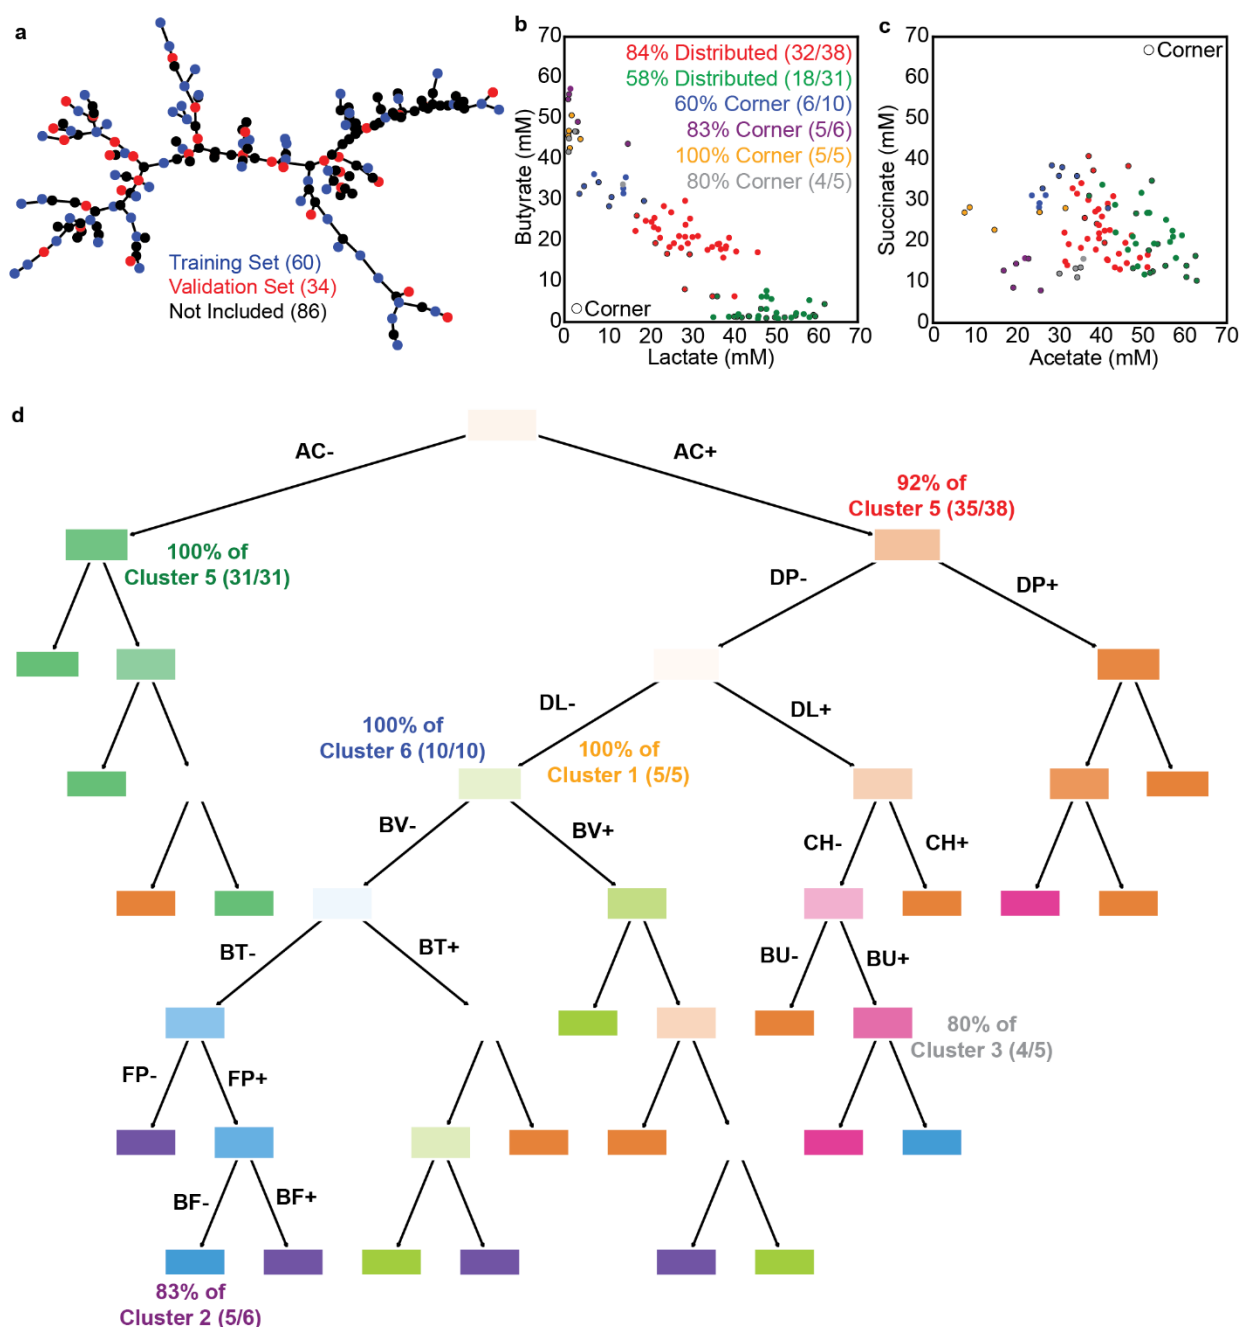 a
Training Set (60)
Validation Set (34)
Not Included (86)
b
Butyrate (mM)
70
60
50
40
30
20
10
0
84% Distributed (32/38)
58% Distributed (18/31)
60% Corner (6/10)
83% Corner (5/6)
100% Corner (5/5)
80% Corner (4/5)
Corner
0 10 20 30 40 50 60 70
Lactate (mM)
c
Succinate (mM)
70
60
50
40
30
20
10
0
Corner
0 10 20 30 40 50 60 70
Acetate (mM)
d
AC- AC+
92% of
Cluster 5 (35/38)
100% of
Cluster 5 (31/31)
DP- DP+
DL- DL+
100% of
Cluster 6 (10/10)
100% of
Cluster 1 (5/5)
BV- BV+ CH- CH+
BT- BT+ BU- BU+
80% of
Cluster 3 (4/5)
FP- FP+
BF- BF+
83% of
Cluster 2 (5/6)